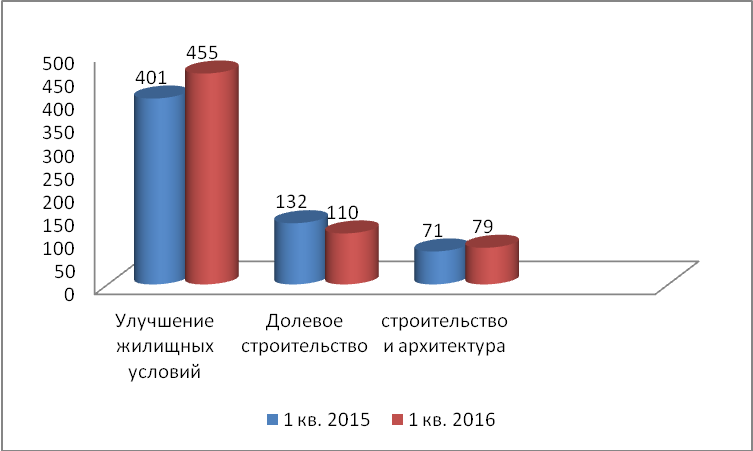 500
450
400
350
300
250
200
150
100
50
0
401
455
132
110
71
79
Улучшение
жилищных
условий
Долевое
строительство
строительство
и архитектура
1 кв. 2015
1 кв. 2016